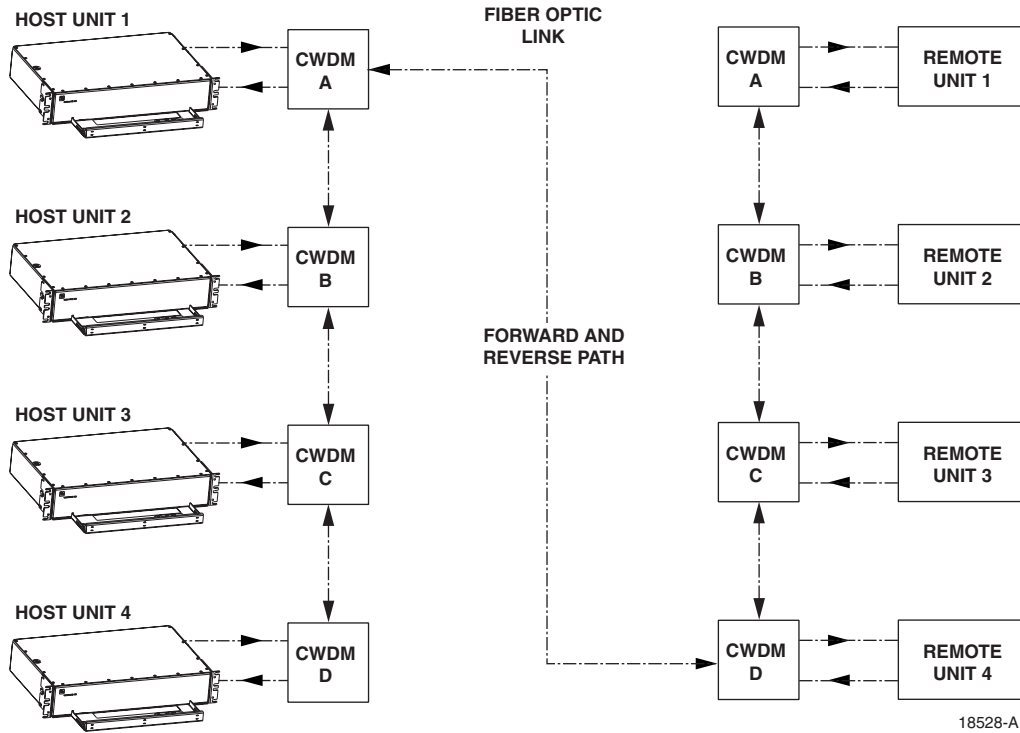 HOST UNIT 1
FIBER OPTIC
LINK
CWDM
A
CWDM
A
REMOTE
UNIT 1
HOST UNIT 2
CWDM
B
CWDM
B
REMOTE
UNIT 2
FORWARD AND
REVERSE PATH
HOST UNIT 3
CWDM
C
CWDM
C
REMOTE
UNIT 3
HOST UNIT 4
CWDM
D
CWDM
D
REMOTE
UNIT 4
18528-A